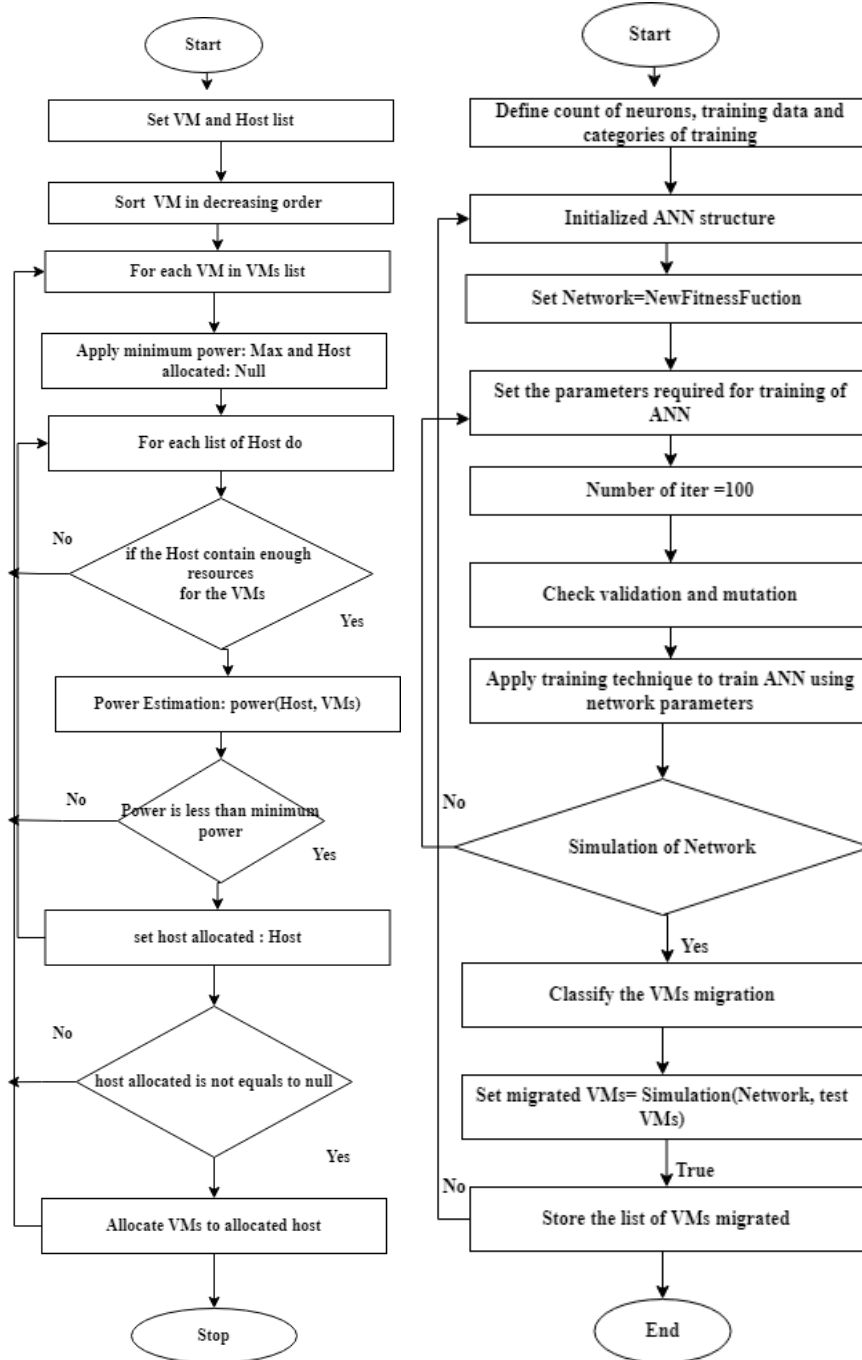 Start
Set VM and Host list
Sort VM in decreasing order
For each VM in VMs list
Apply minimum power: Max and Host
allocated: Null
For each list of Host do
No
if the Host contain enough
resources
for the VMs
Yes
Power Estimation: power(Host, VMs)
No
Power is less than minimum
power
Yes
set host allocated : Host
No
host allocated is not equals to null
Yes
Allocate VMs to allocated host
Stop
Start
Define count of neurons, training data and
categories of training
Initialized ANN structure
Set Network=NewFitnessFuction
Set the parameters required for training of
ANN
Number of iter =100
Check validation and mutation
Apply training technique to train ANN using
network parameters
No
Simulation of Network
Yes
Classify the VMs migration
Set migrated VMs= Simulation(Network, test
VMs)
True
No
Store the list of VMs migrated
End